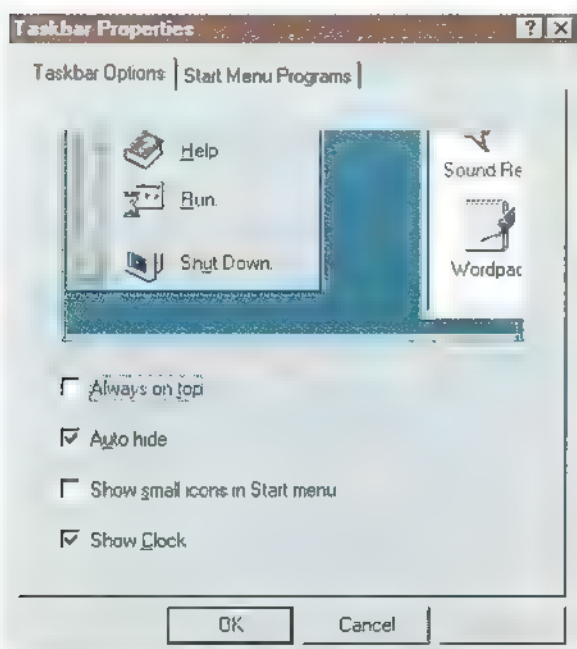 Taskbar Properties
Taskbar Options
Start Menu Programs
Help
Run.
Shut Down.
Sound Re
Wordpad
Always on top
Auto hide
Show small icons in Start menu
Show Clock
OK
Cancel